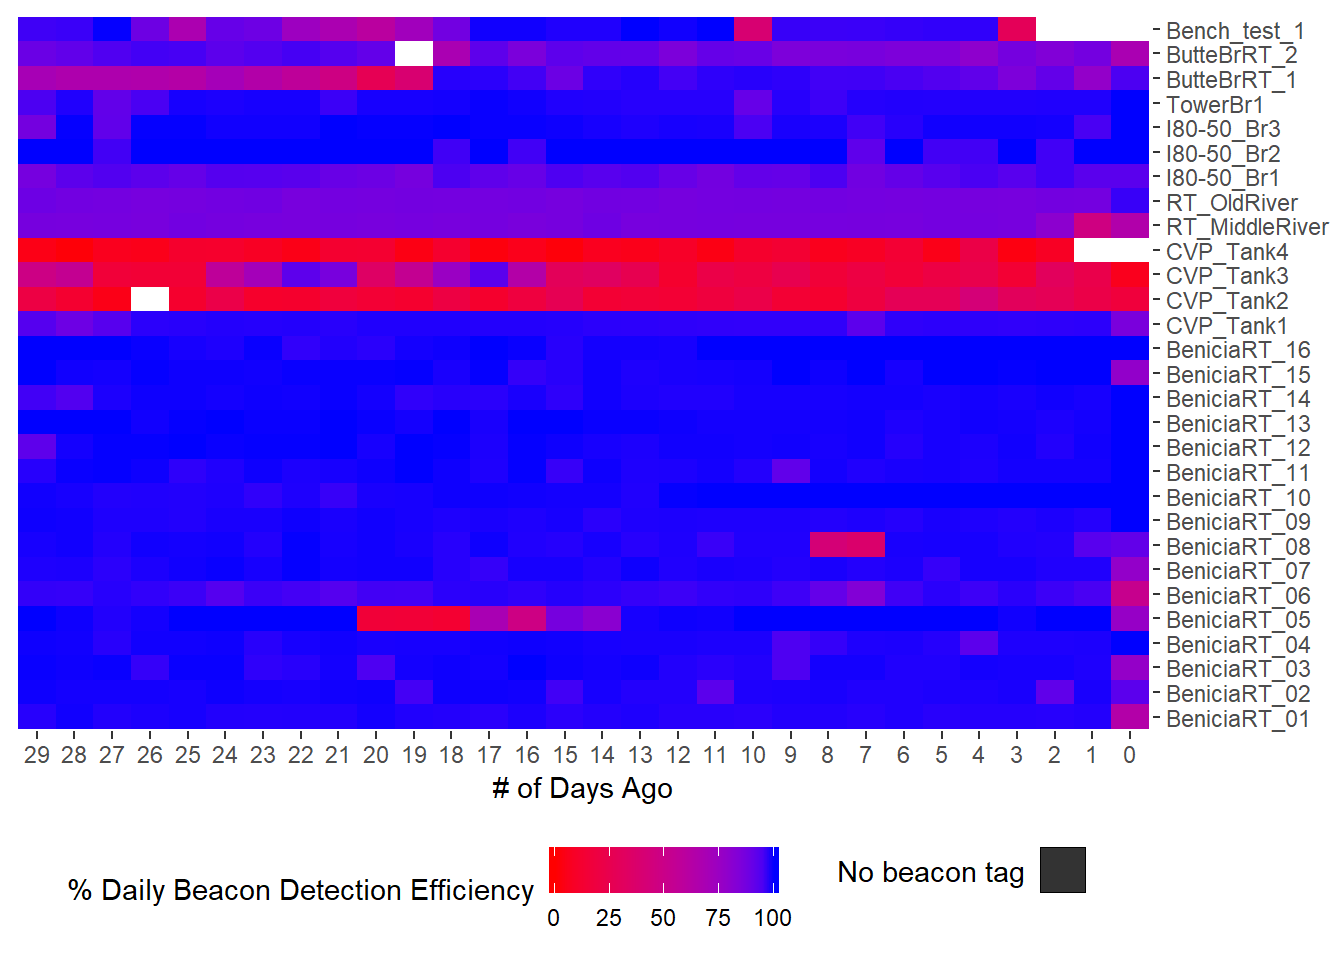 Bench_test_1
ButteBrRT_2
ButteBrRT_1
TowerBr1
I80-50_Br3
I80-50_Br2
I80-50_Br1
RT_OldRiver
RT_MiddleRiver
CVP_Tank4
CVP_Tank3
CVP_Tank2
CVP_Tank1
BeniciaRT_16
BeniciaRT_15
BeniciaRT_14
BeniciaRT_13
BeniciaRT_12
BeniciaRT_11
BeniciaRT_10
BeniciaRT_09
BeniciaRT_08
BeniciaRT_07
BeniciaRT_06
BeniciaRT_05
BeniciaRT_04
BeniciaRT_03
BeniciaRT_02
BeniciaRT_01
29 28 27 26 25 24 23 22 21 20 19 18 17 16 15 14 13 12 11 10 9 8 7 6 5 4 3 2 1 0
# of Days Ago
% Daily Beacon Detection Efficiency
0 25 50 75 100
No beacon tag